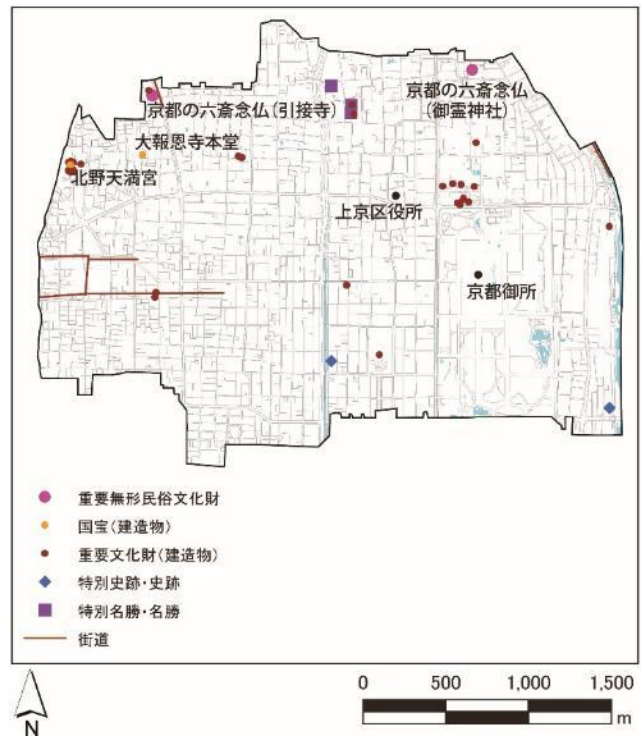 京都の六斎念仏
(御霊神社)
京都の六斎念仏(引接寺)
大報恩寺本堂
北野天満宮
上京区役所
京都御所
重要無形民俗文化財
国宝(建造物)
重要文化財(建造物)
特別史跡・史跡
特別名勝・名勝
街道
N
0 500 1,000 1,500
m